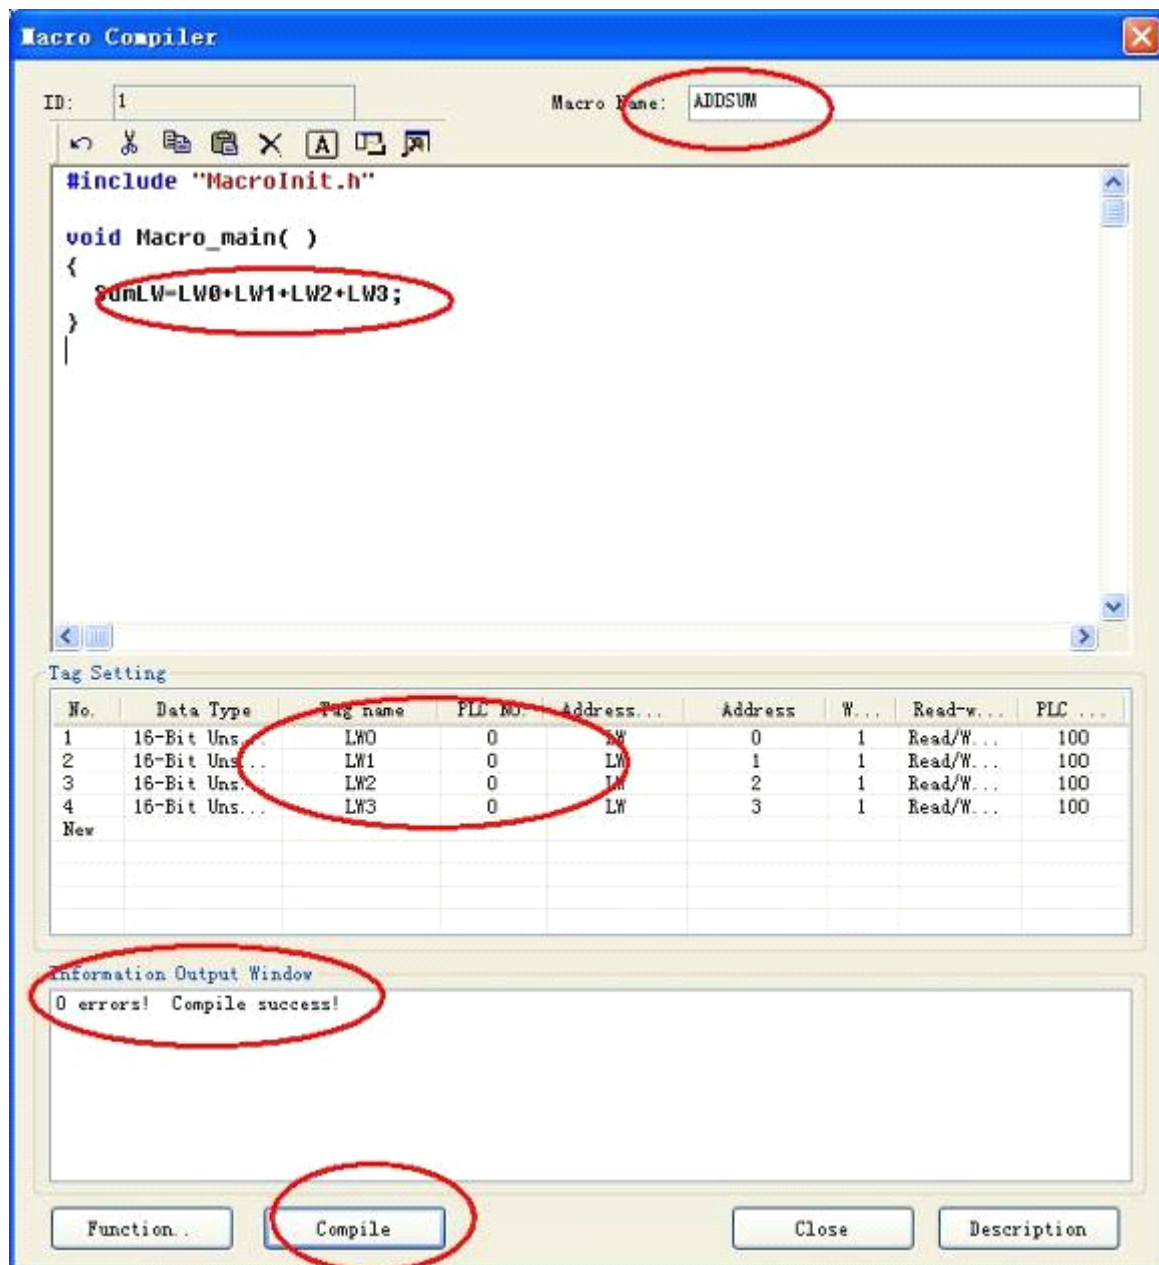 Macro Compiler
ID: 1 Macro Name: ADDSUM
A
#include "MacroInit.h"
void Macro_main( )
{
SumLW=LW0+LW1+LW2+LW3;
}
Tag Setting
No. Data Type Tag name PLC NO. Address... Address W... Read-w... PLC ...
1 16-Bit Uns... LW0 0 LW 0 1 Read/W... 100
2 16-Bit Uns... LW1 0 LW 1 1 Read/W... 100
3 16-Bit Uns... LW2 0 LW 2 1 Read/W... 100
4 16-Bit Uns... LW3 0 LW 3 1 Read/W... 100
New
Information Output Window
0 errors! Compile success!
Function.. Compile Close Description